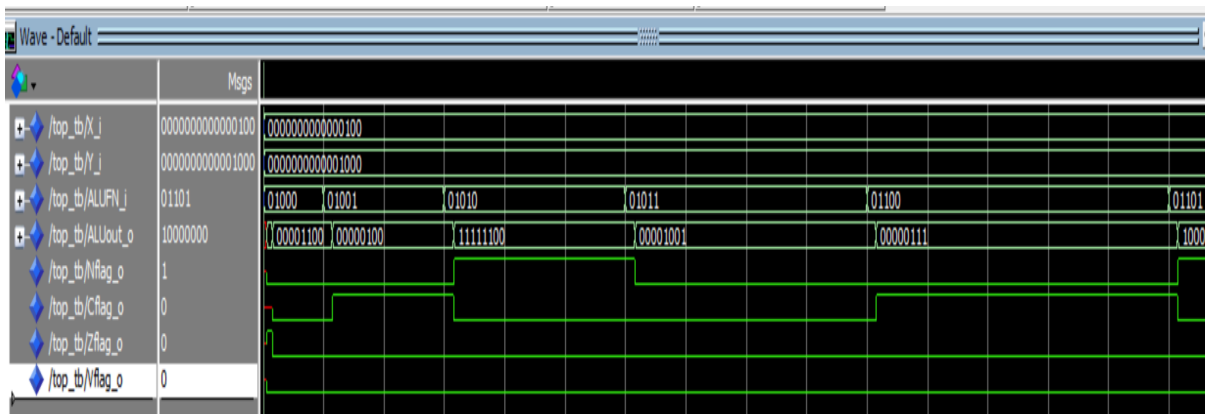 Wave - Default
Msgs
/top_tb/X_i 0000000000000100 0000000000000100
/top_tb/Y_i 0000000000001000 0000000000001000
/top_tb/ALUFN_i 01101 01000 01001 01010 01011 01100 01101
/top_tb/ALUout_o 10000000 00001100 00000100 11111100 00001001 00000111 1000
/top_tb/Nflag_o 1
/top_tb/Cflag_o 0
/top_tb/Zflag_o 0
/top_tb/Vflag_o 0